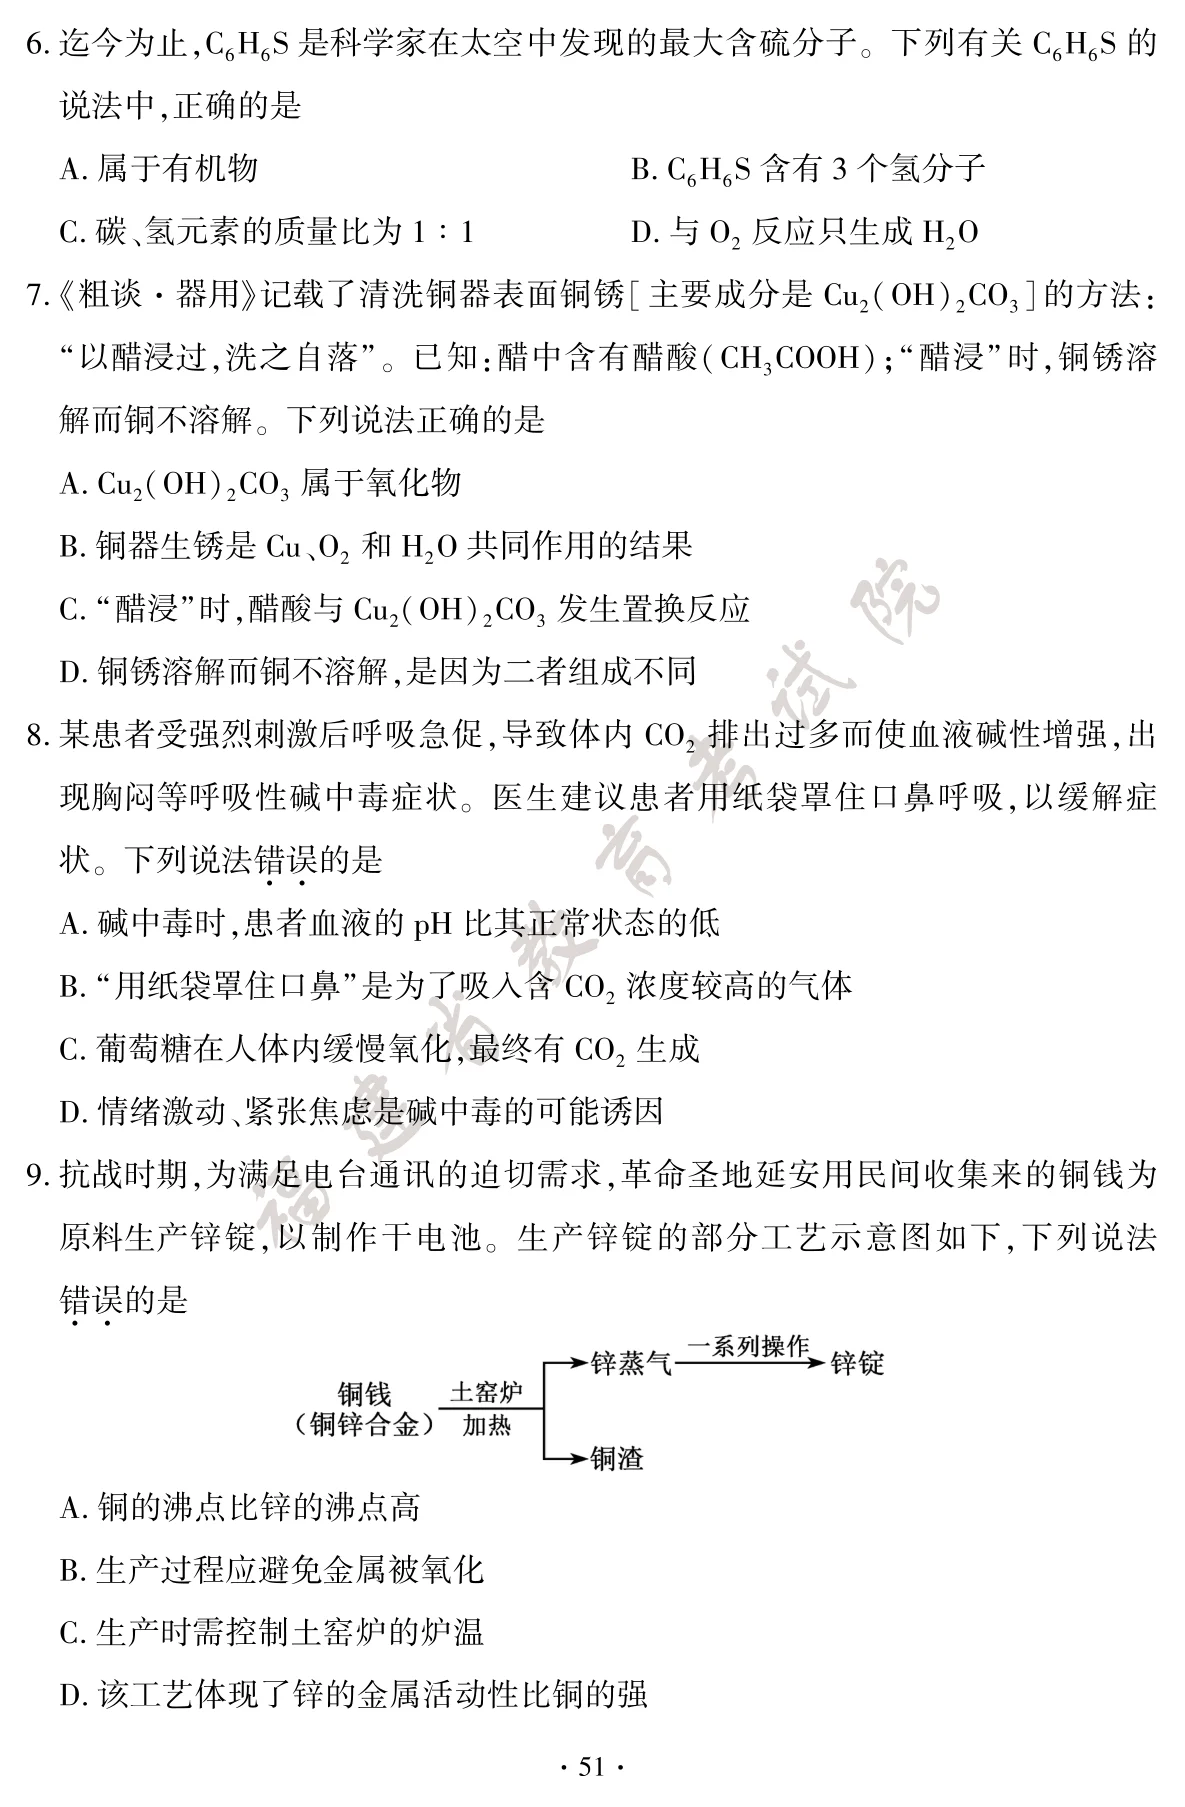 6. 迄今为止,C₆H₆S 是科学家在太空中发现的最大含硫分子。下列有关 C₆H₆S 的
说法中,正确的是
A. 属于有机物 B. C₆H₆S 含有 3 个氢分子
C. 碳、氢元素的质量比为 1∶1 D. 与 O₂ 反应只生成 H₂O
7.《粗谈·器用》记载了清洗铜器表面铜锈[主要成分是 Cu₂(OH)₂CO₃]的方法:
“以醋浸过,洗之自落”。已知:醋中含有醋酸(CH₃COOH);“醋浸”时,铜锈溶
解而铜不溶解。下列说法正确的是
A. Cu₂(OH)₂CO₃ 属于氧化物
B. 铜器生锈是 Cu、O₂ 和 H₂O 共同作用的结果
C. “醋浸”时,醋酸与 Cu₂(OH)₂CO₃ 发生置换反应
D. 铜锈溶解而铜不溶解,是因为二者组成不同
8. 某患者受强烈刺激后呼吸急促,导致体内 CO₂ 排出过多而使血液碱性增强,出
现胸闷等呼吸性碱中毒症状。医生建议患者用纸袋罩住口鼻呼吸,以缓解症
状。下列说法错误的是
A. 碱中毒时,患者血液的 pH 比其正常状态的低
B. “用纸袋罩住口鼻”是为了吸入含 CO₂ 浓度较高的气体
C. 葡萄糖在人体内缓慢氧化,最终有 CO₂ 生成
D. 情绪激动、紧张焦虑是碱中毒的可能诱因
9. 抗战时期,为满足电台通讯的迫切需求,革命圣地延安用民间收集来的铜钱为
原料生产锌锭,以制作干电池。生产锌锭的部分工艺示意图如下,下列说法
错误的是
铜钱
(铜锌合金)
土窑炉
加热
锌蒸气
一系列操作
锌锭
铜渣
A. 铜的沸点比锌的沸点高
B. 生产过程应避免金属被氧化
C. 生产时需控制土窑炉的炉温
D. 该工艺体现了锌的金属活动性比铜的强
·51·
福建省教育考试院